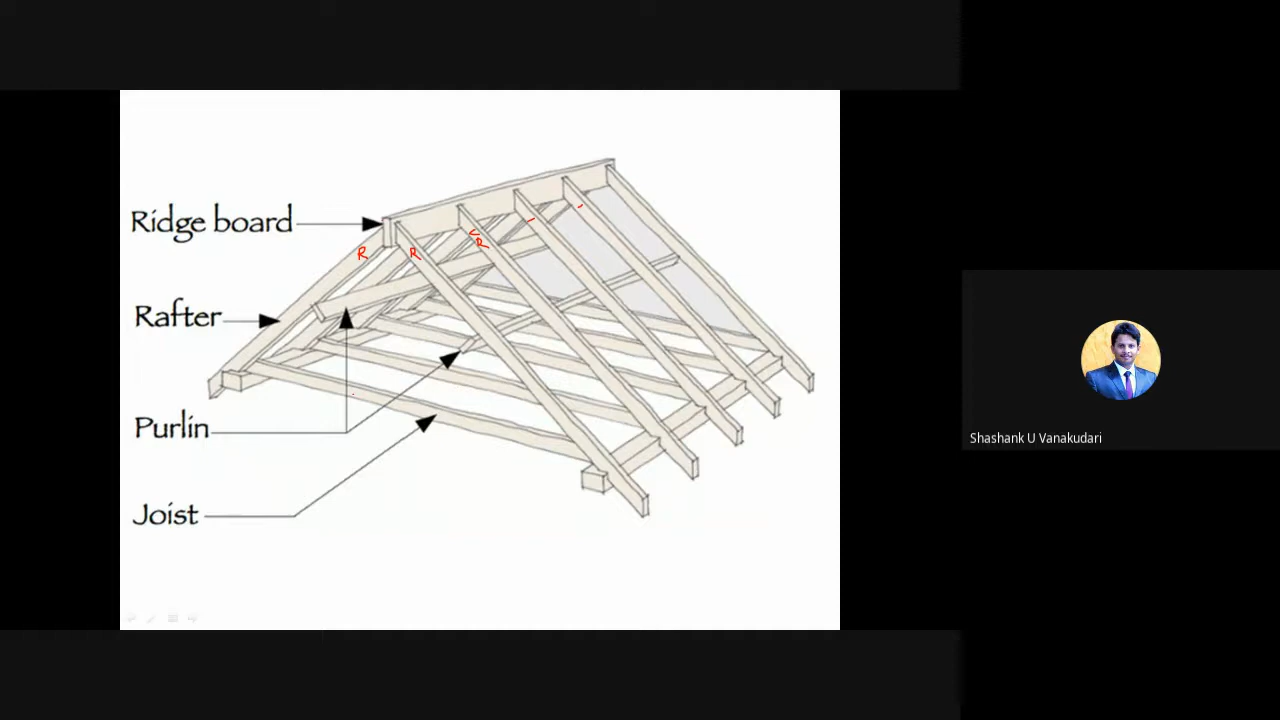 Ridge board
R
R
R
Rafter
Purlin
Joist
Shashank U Vanakudari